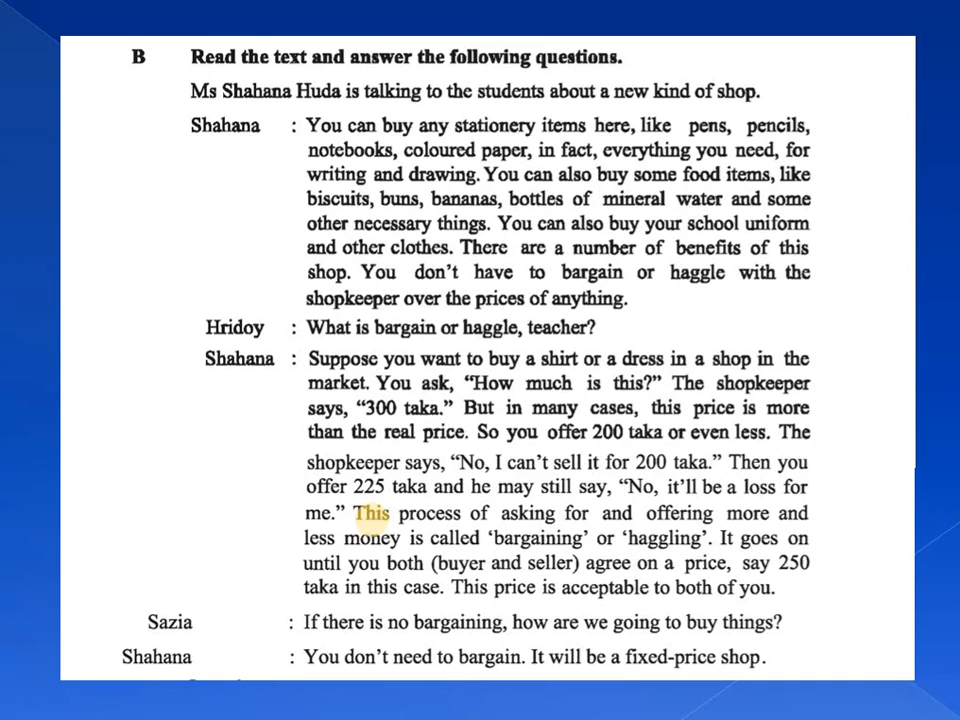 B Read the text and answer the following questions.
Ms Shahana Huda is talking to the students about a new kind of shop.
Shahana : You can buy any stationery items here, like pens, pencils,
notebooks, coloured paper, in fact, everything you need, for
writing and drawing. You can also buy some food items, like
biscuits, buns, bananas, bottles of mineral water and some
other necessary things. You can also buy your school uniform
and other clothes. There are a number of benefits of this
shop. You don't have to bargain or haggle with the
shopkeeper over the prices of anything.
Hridoy : What is bargain or haggle, teacher?
Shahana : Suppose you want to buy a shirt or a dress in a shop in the
market. You ask, “How much is this?” The shopkeeper
says, “300 taka.” But in many cases, this price is more
than the real price. So you offer 200 taka or even less. The
shopkeeper says, “No, I can't sell it for 200 taka.” Then you
offer 225 taka and he may still say, “No, it'll be a loss for
me.” This process of asking for and offering more and
less money is called ‘bargaining’ or ‘haggling’. It goes on
until you both (buyer and seller) agree on a price, say 250
taka in this case. This price is acceptable to both of you.
Sazia : If there is no bargaining, how are we going to buy things?
Shahana : You don't need to bargain. It will be a fixed-price shop.